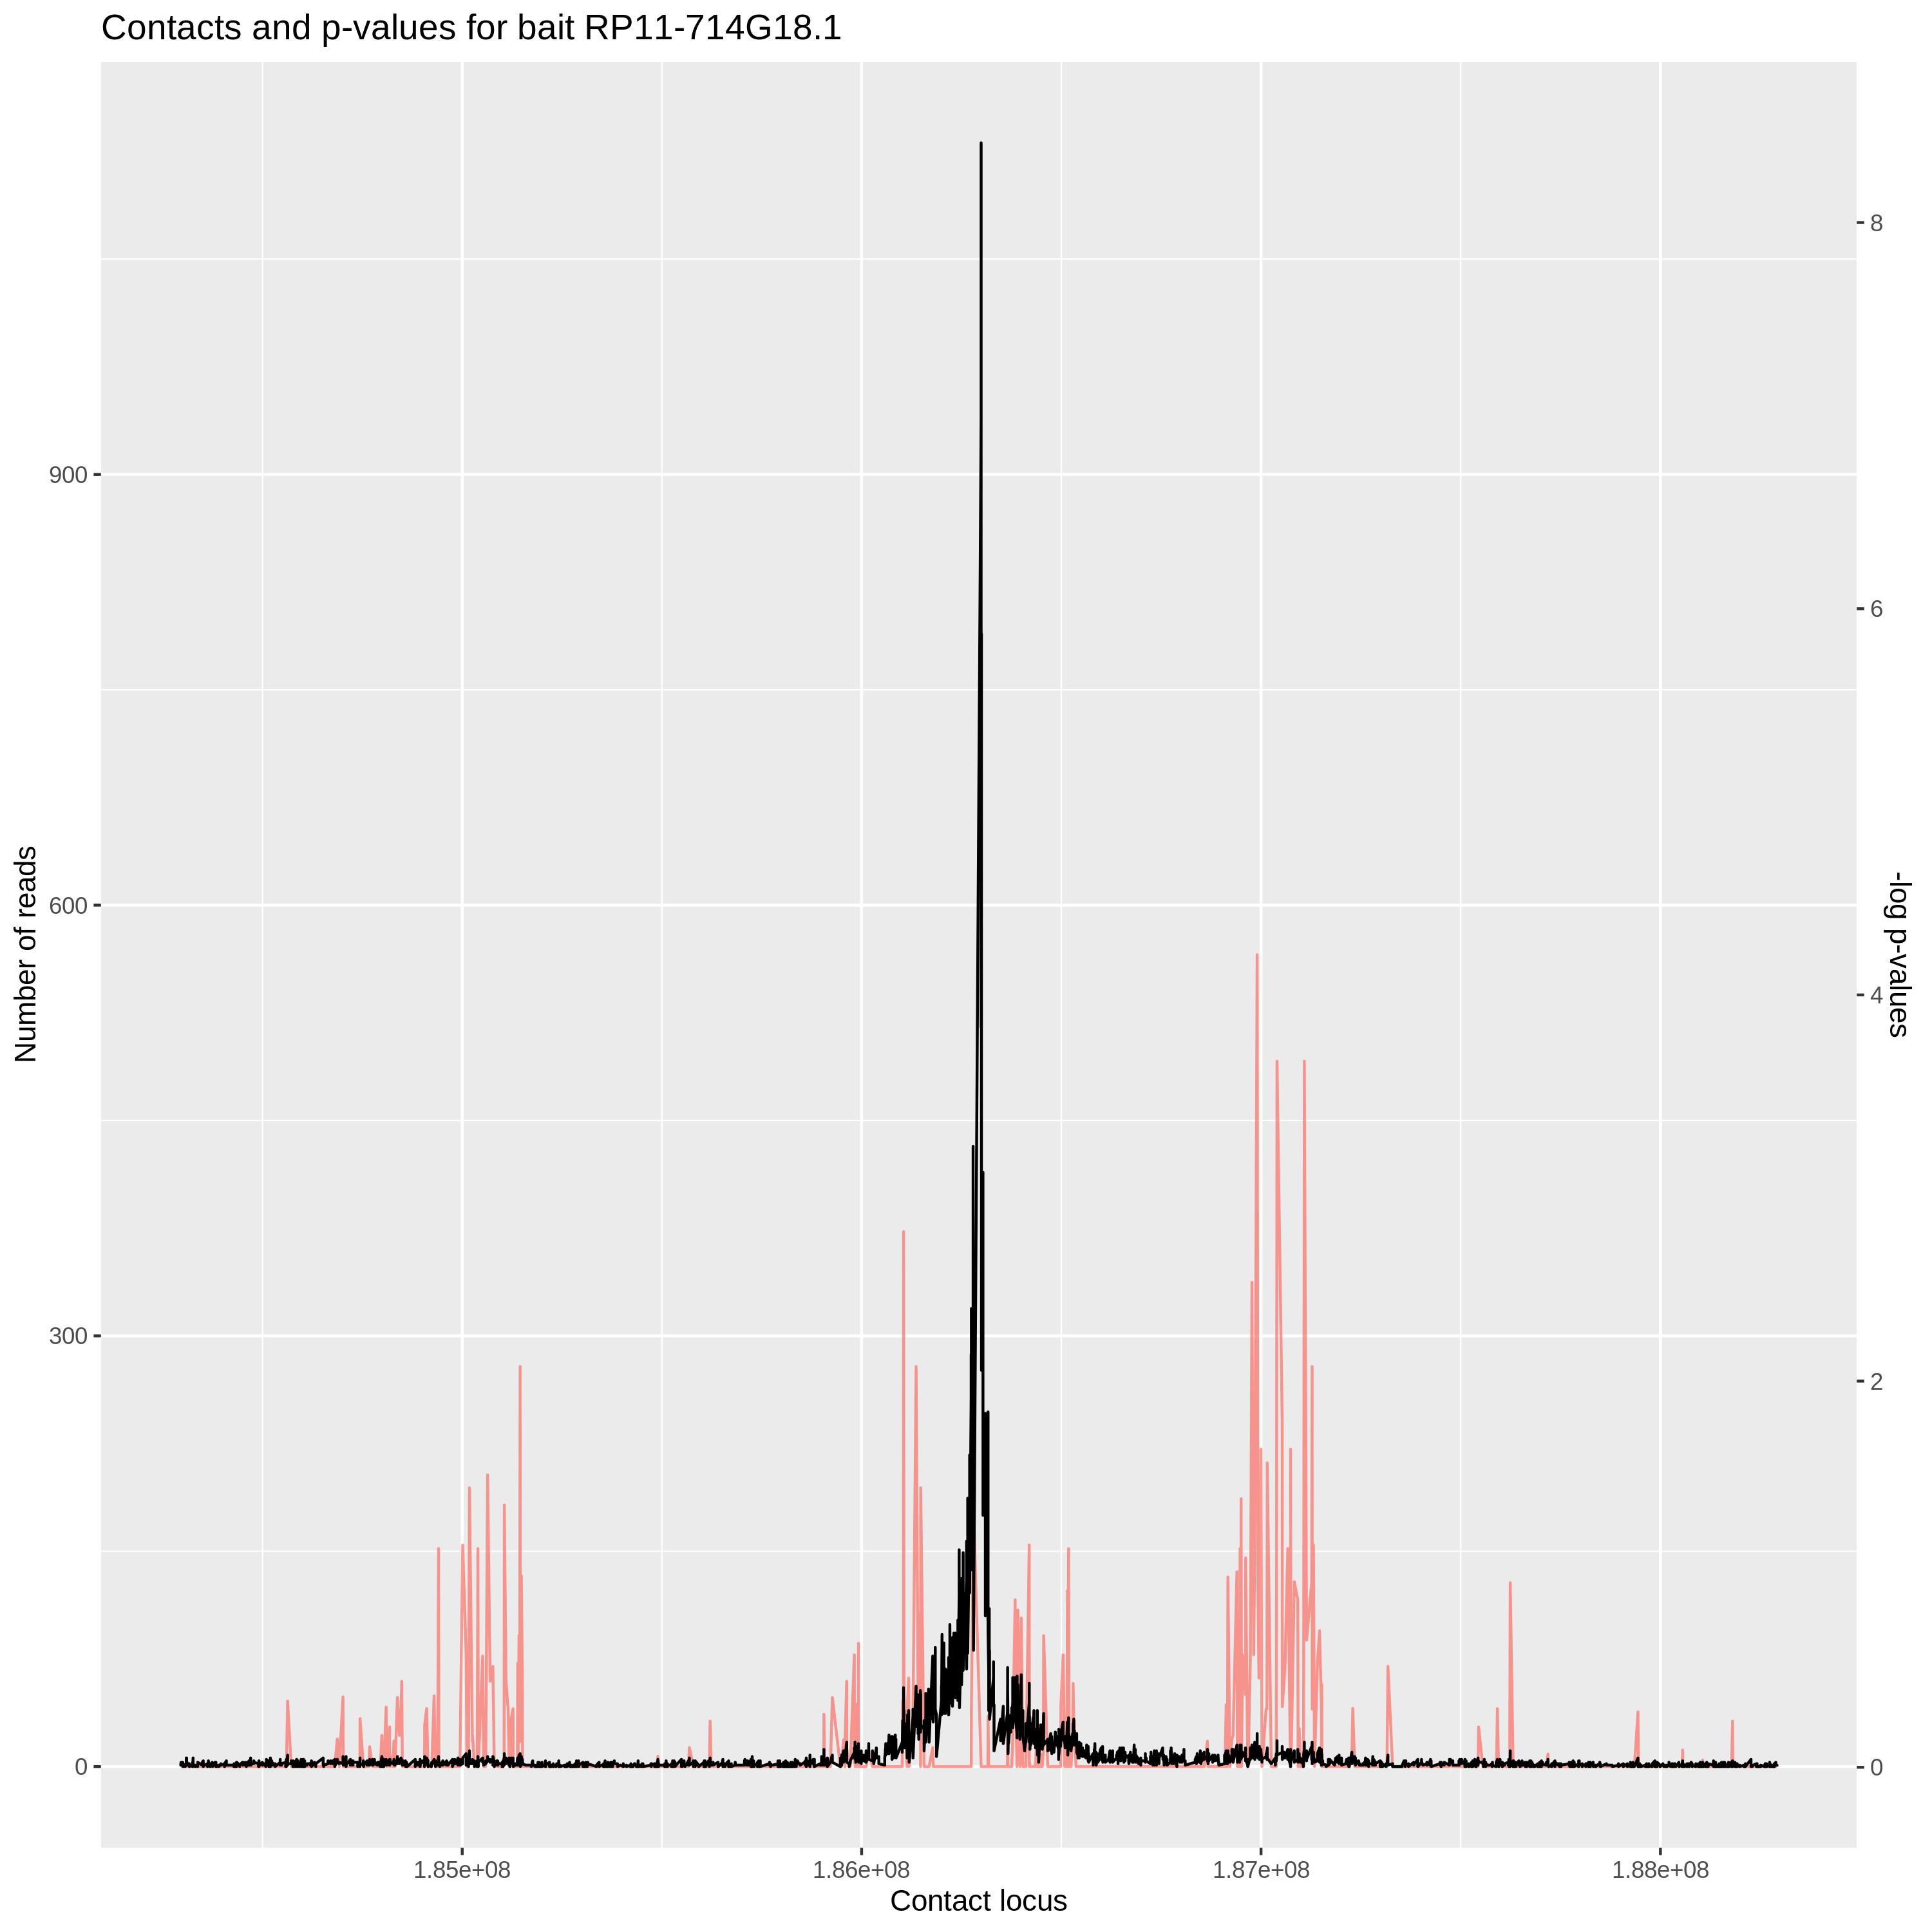 Contacts and p-values for bait RP11-714G18.1
Number of reads
900
600
300
0
8
6
4
2
0
-log p-values
1.85e+08
1.86e+08
1.87e+08
1.88e+08
Contact locus